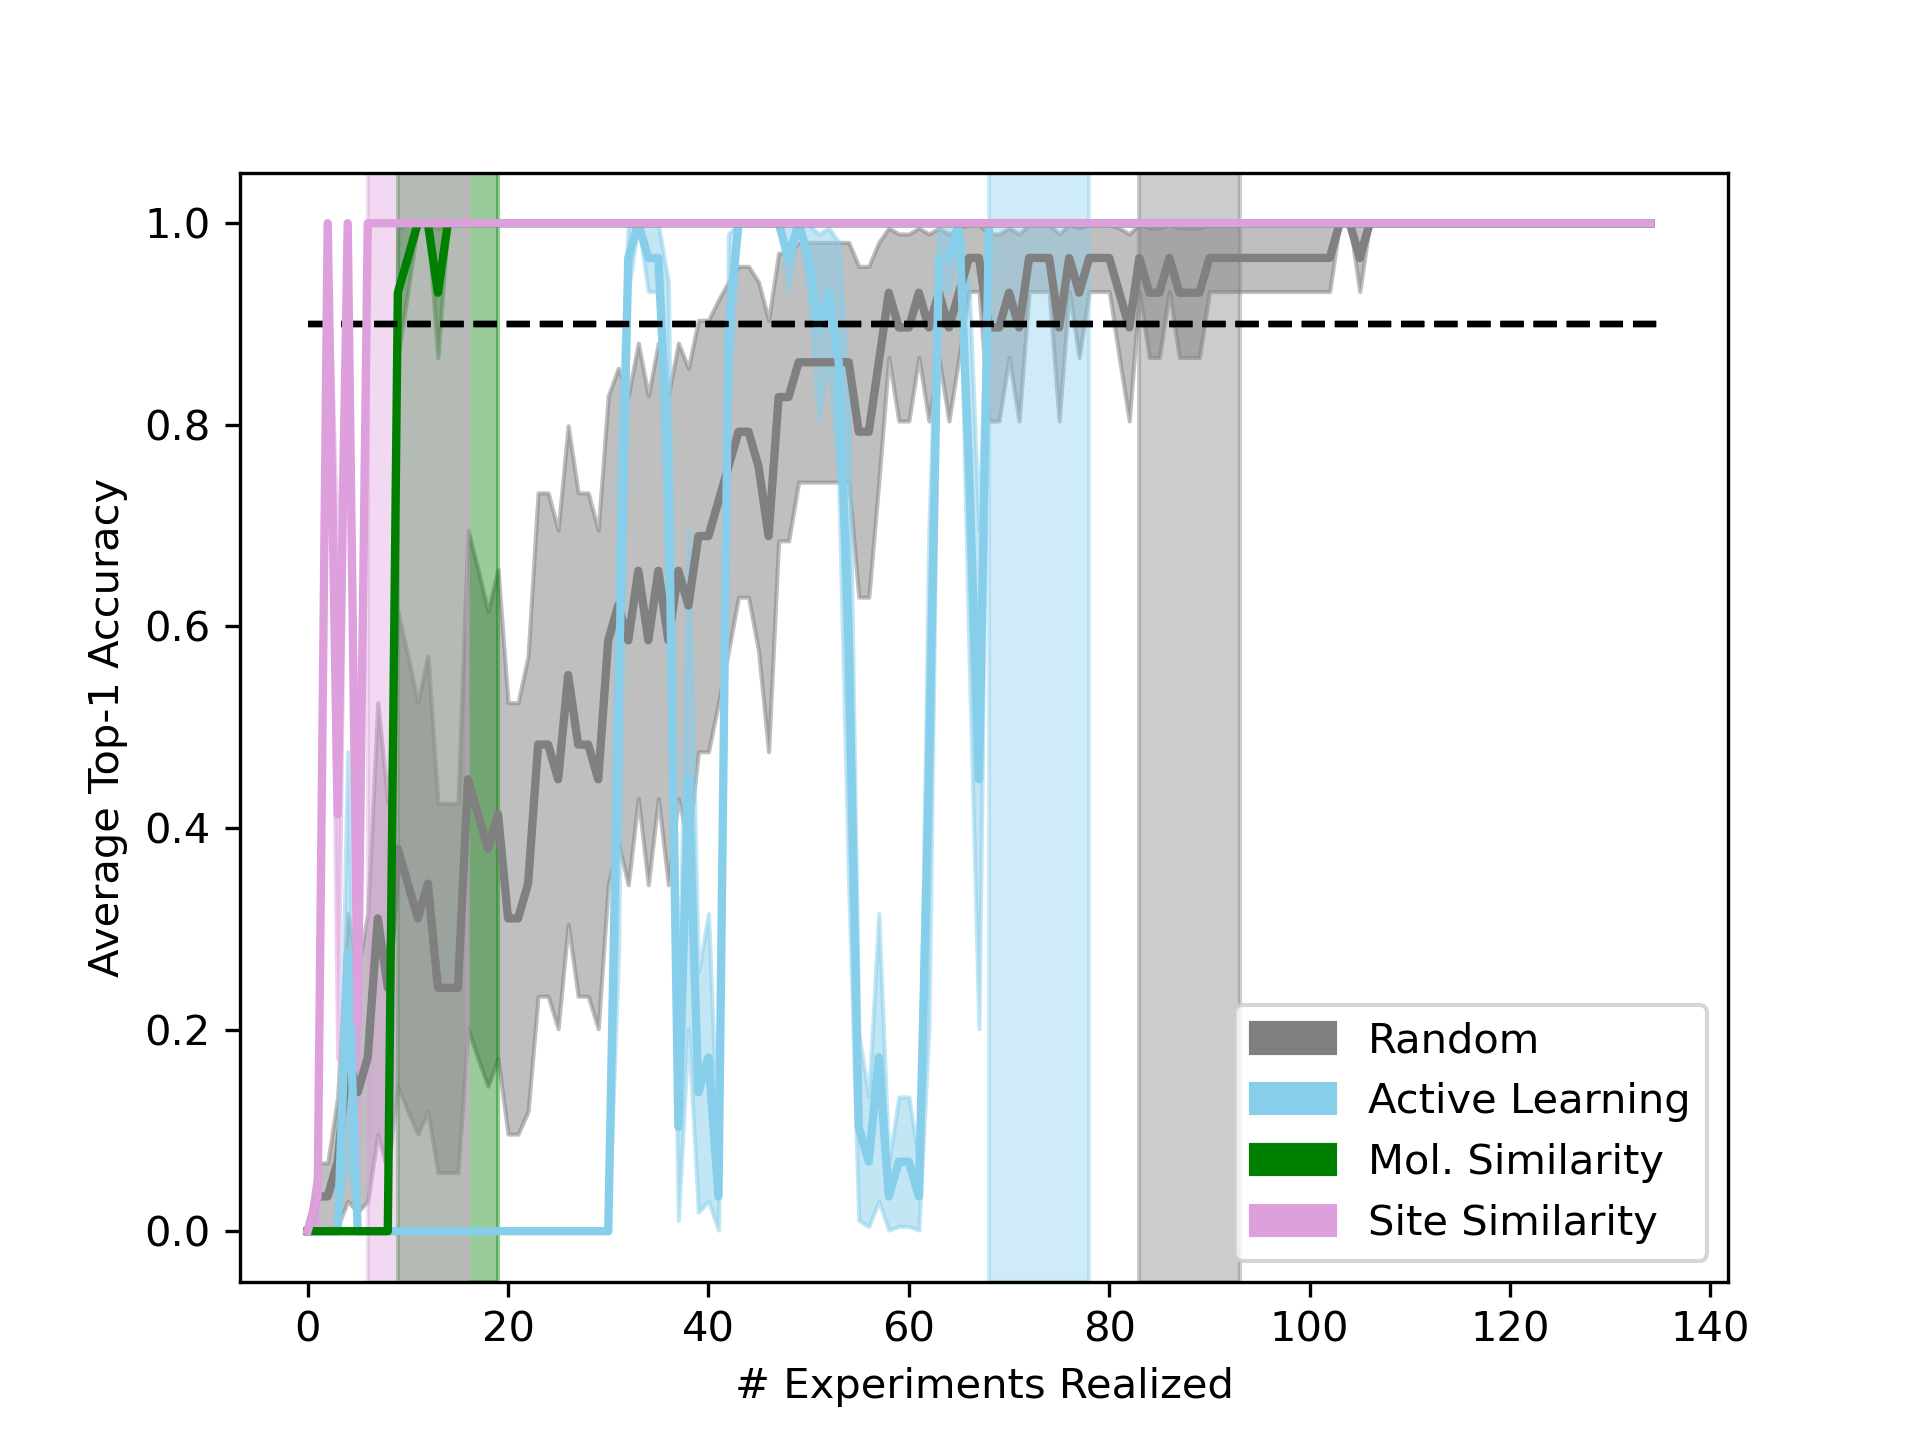 1.0
0.8
0.6
0.4
0.2
0.0
Average Top-1 Accuracy
0 20 40 60 80 100 120 140
# Experiments Realized
Random
Active Learning
Mol. Similarity
Site Similarity